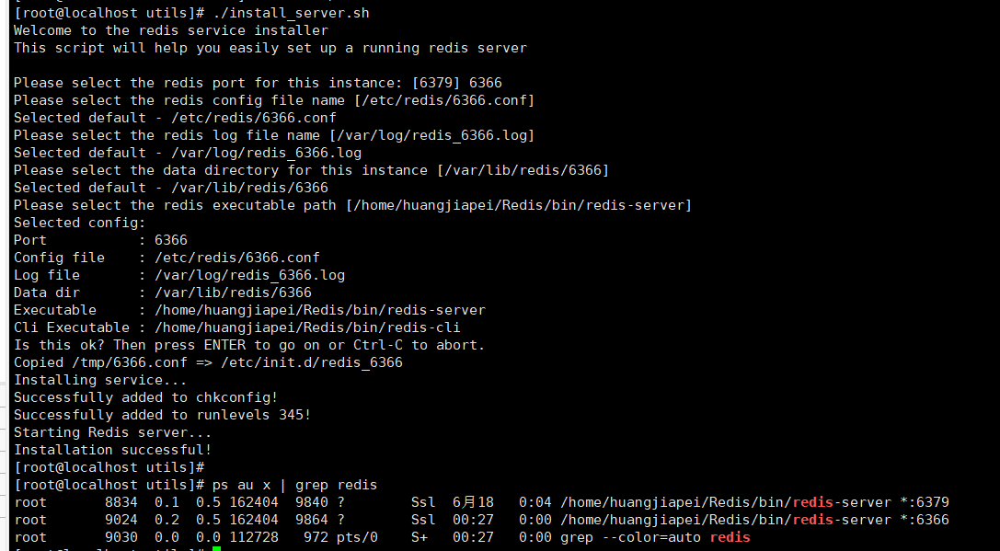 [root@localhost utils]# ./install_server.sh
Welcome to the redis service installer
This script will help you easily set up a running redis server
Please select the redis port for this instance: [6379] 6366
Please select the redis config file name [/etc/redis/6366.conf]
Selected default - /etc/redis/6366.conf
Please select the redis log file name [/var/log/redis_6366.log]
Selected default - /var/log/redis_6366.log
Please select the data directory for this instance [/var/lib/redis/6366]
Selected default - /var/lib/redis/6366
Please select the redis executable path [/home/huangjiapei/Redis/bin/redis-server]
Selected config:
Port           : 6366
Config file    : /etc/redis/6366.conf
Log file       : /var/log/redis_6366.log
Data dir       : /var/lib/redis/6366
Executable     : /home/huangjiapei/Redis/bin/redis-server
Cli Executable : /home/huangjiapei/Redis/bin/redis-cli
Is this ok? Then press ENTER to go on or Ctrl-C to abort.
Copied /tmp/6366.conf => /etc/init.d/redis_6366
Installing service...
Successfully added to chkconfig!
Successfully added to runlevels 345!
Starting Redis server...
Installation successful!
[root@localhost utils]#
[root@localhost utils]# ps au x | grep redis
root       8834  0.1  0.5 162404  9840 ?        Ssl  6月18   0:04 /home/huangjiapei/Redis/bin/redis-server *:6379
root       9024  0.2  0.5 162404  9864 ?        Ssl  00:27   0:00 /home/huangjiapei/Redis/bin/redis-server *:6366
root       9030  0.0  0.0 112728   972 pts/0    S+   00:27   0:00 grep --color=auto redis